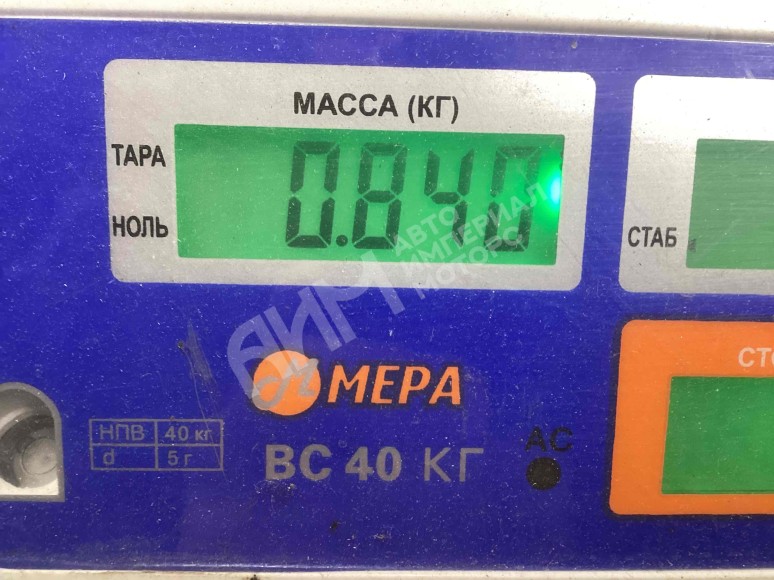 МАССА (КГ)
ТАРА
0.840
НОЛЬ
СТАБ
АИМ
АВТО
ИМПЕРИАЛ
МОТОРС
МЕРА
НПВ 40 кг
d 5 г
ВС 40 КГ
AC